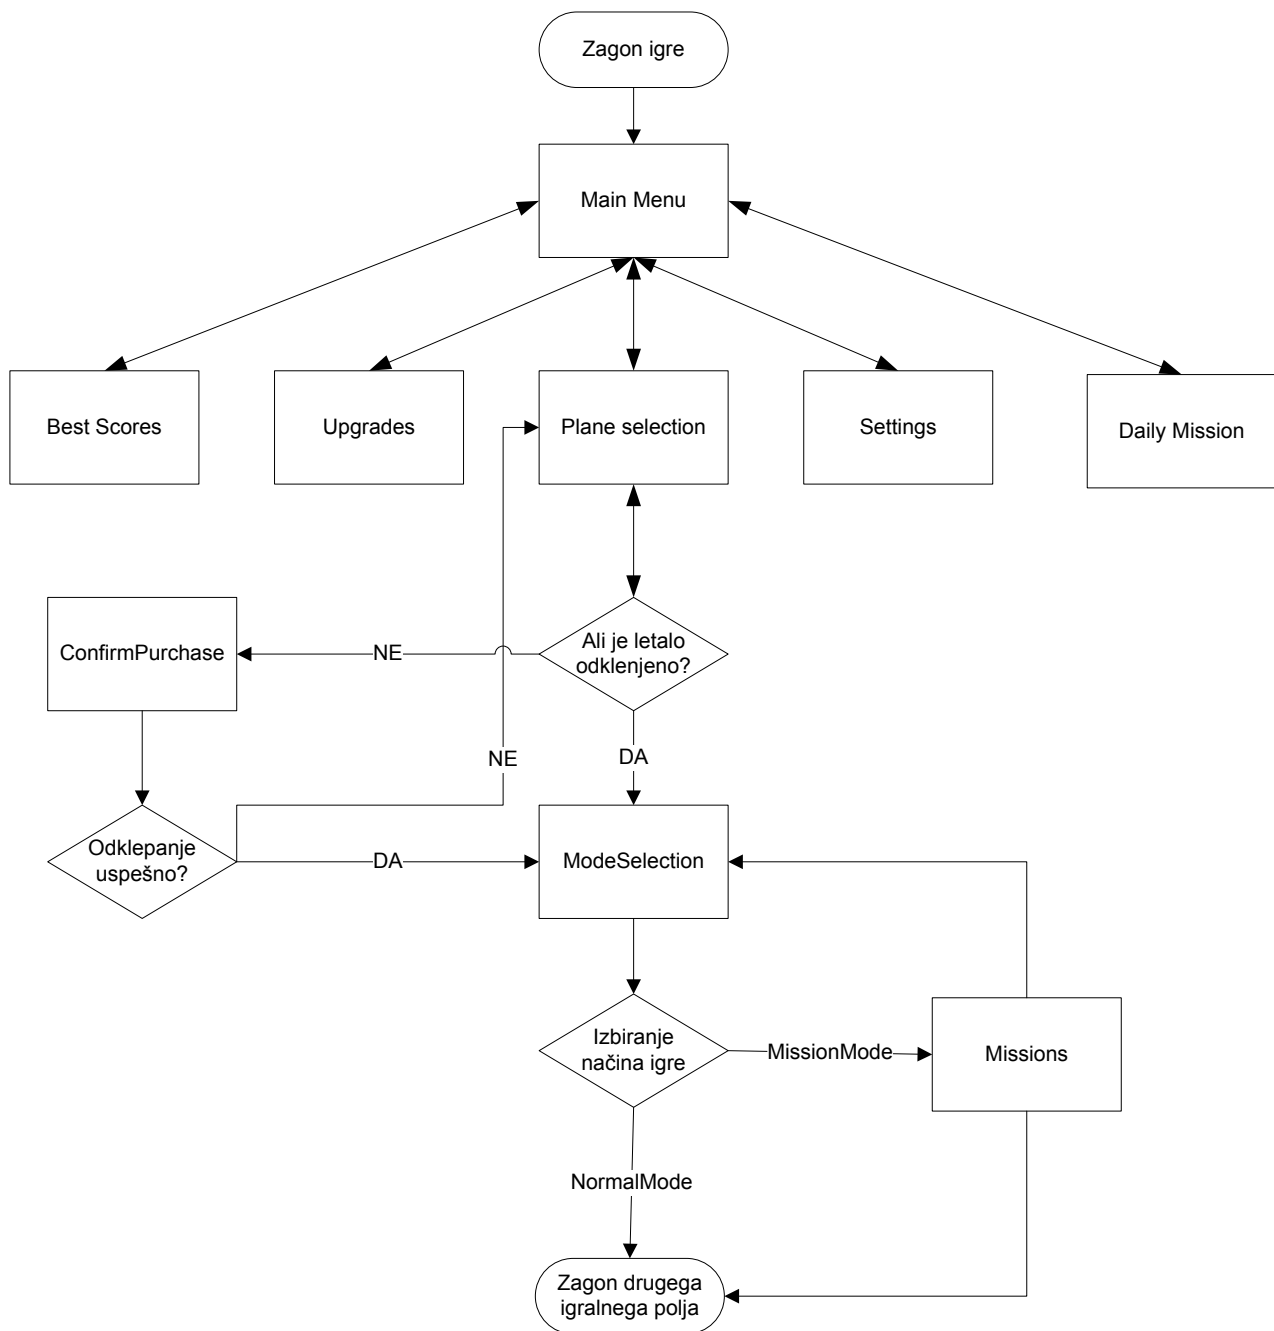 Zagon igre
Main Menu
Best Scores
Upgrades
Plane selection
Settings
Daily Mission
Ali je letalo
odklenjeno?
ConfirmPurchase
NE
NE
DA
Odklepanje
uspešno?
DA
ModeSelection
Izbiranje
načina igre
MissionMode
Missions
NormalMode
Zagon drugega
igralnega polja